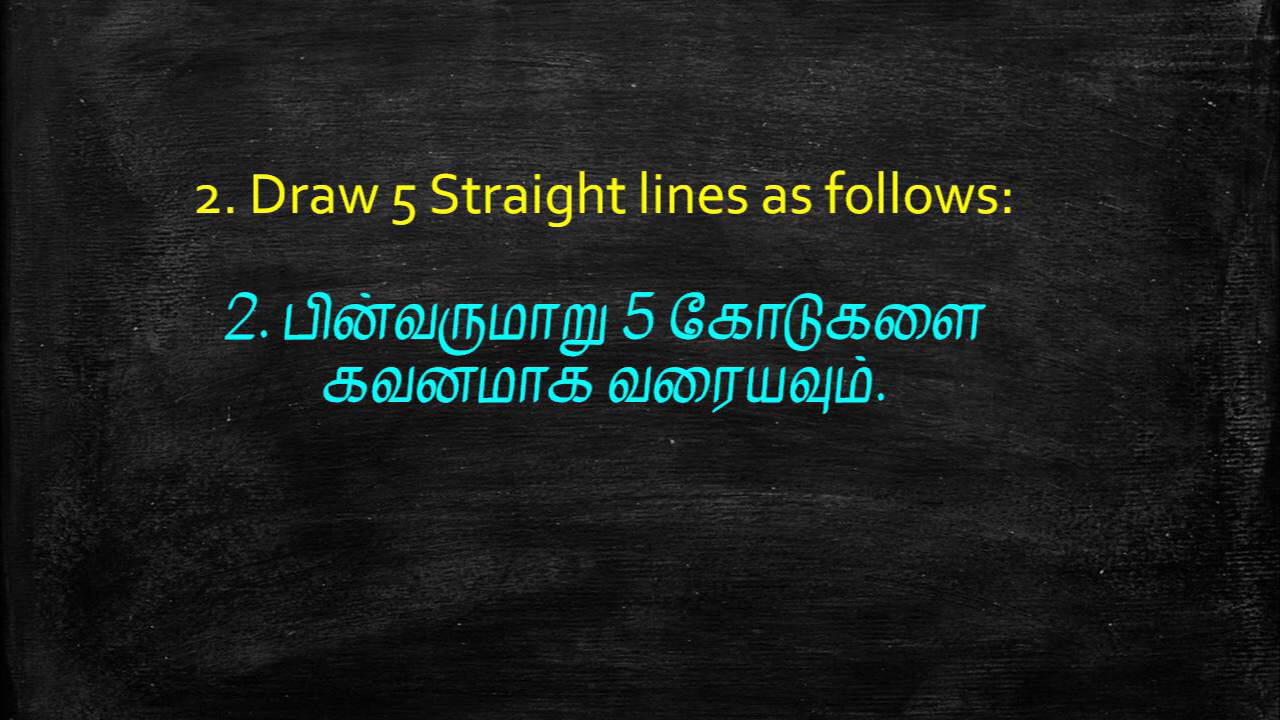 2. Draw 5 Straight lines as follows:
2. பின்வருமாறு 5 கோடுகளை
கவனமாக வரையவும்.